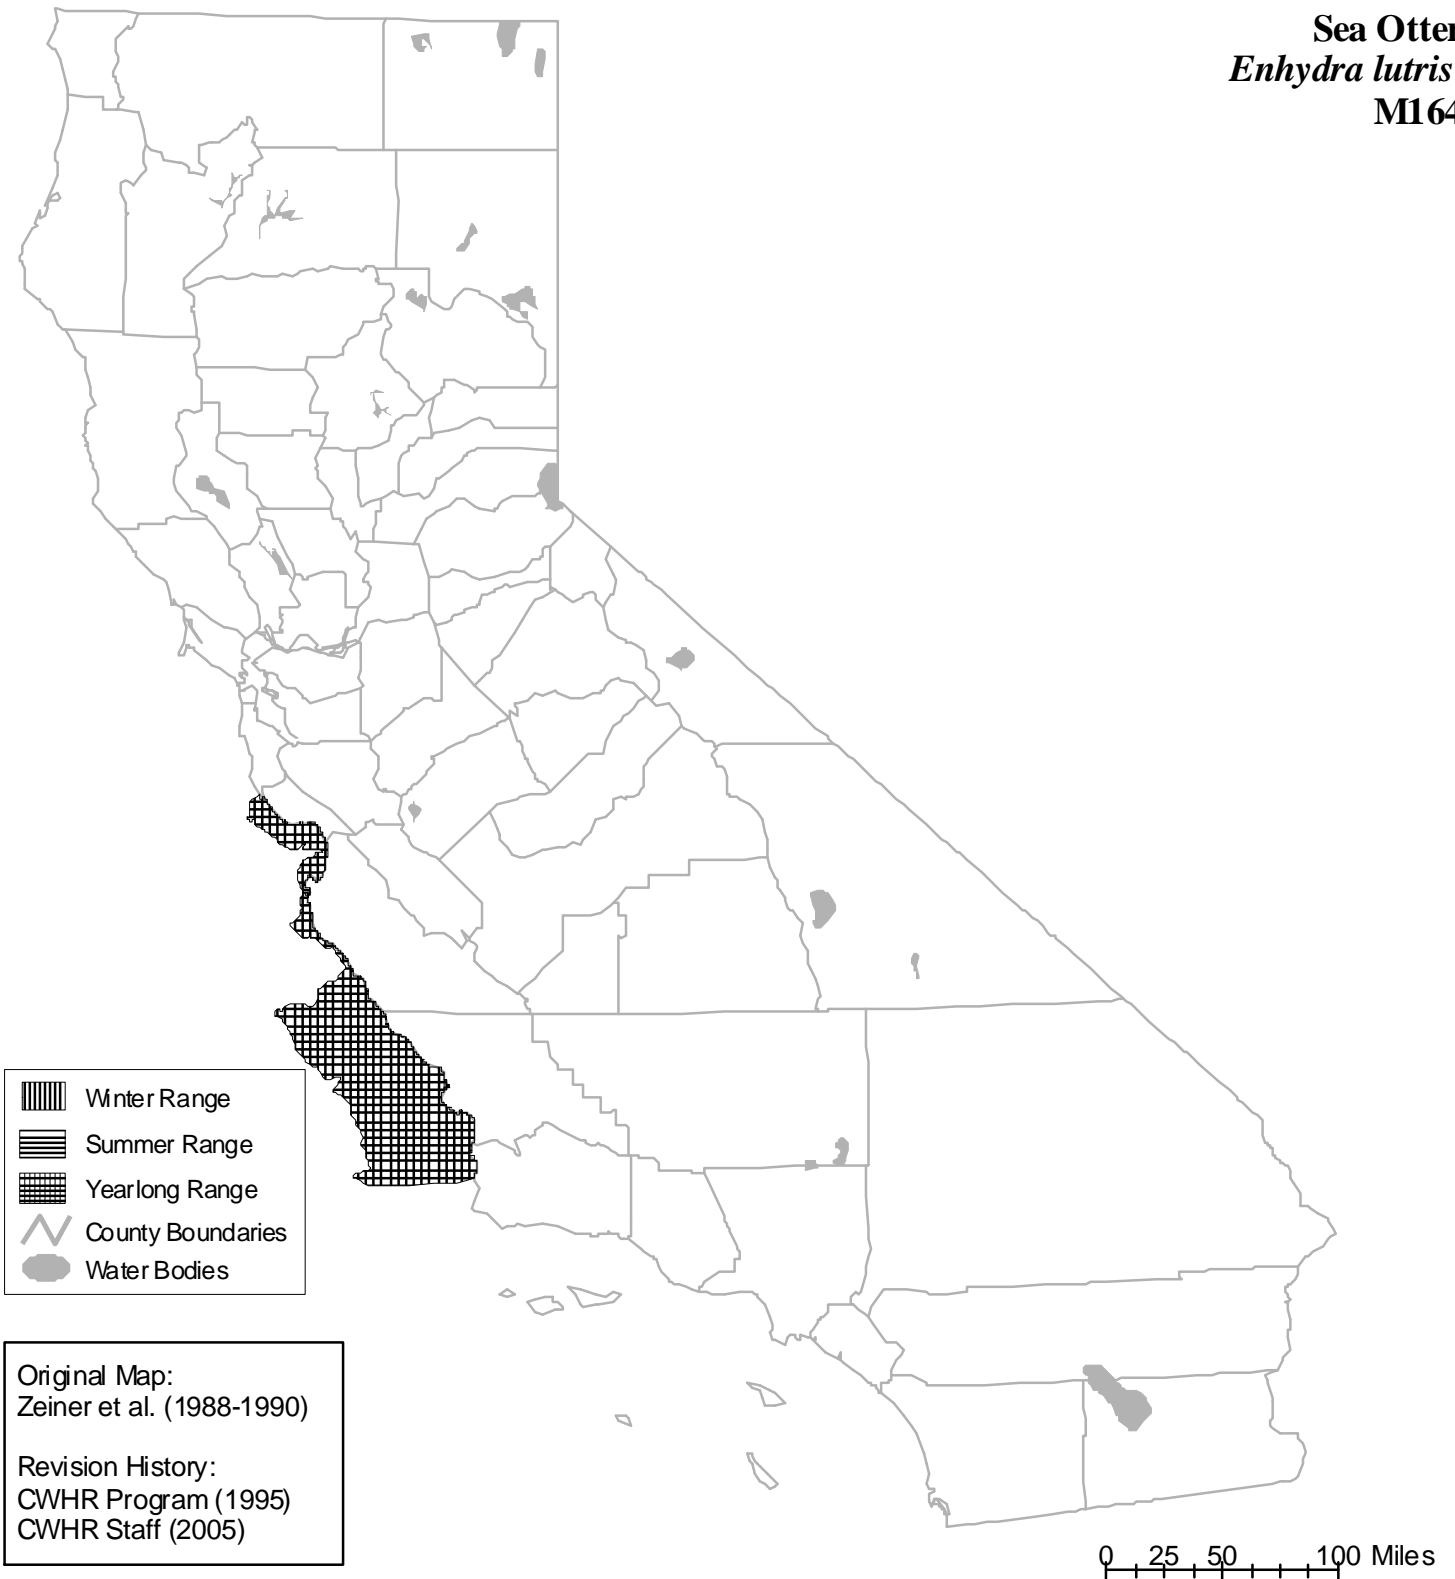 Sea Otter
Enhydra lutris
M164
Winter Range
Summer Range
Yearlong Range
County Boundaries
Water Bodies
Original Map:
Zeiner et al. (1988-1990)
Revision History:
CWHR Program (1995)
CWHR Staff (2005)
0 25 50 100 Miles